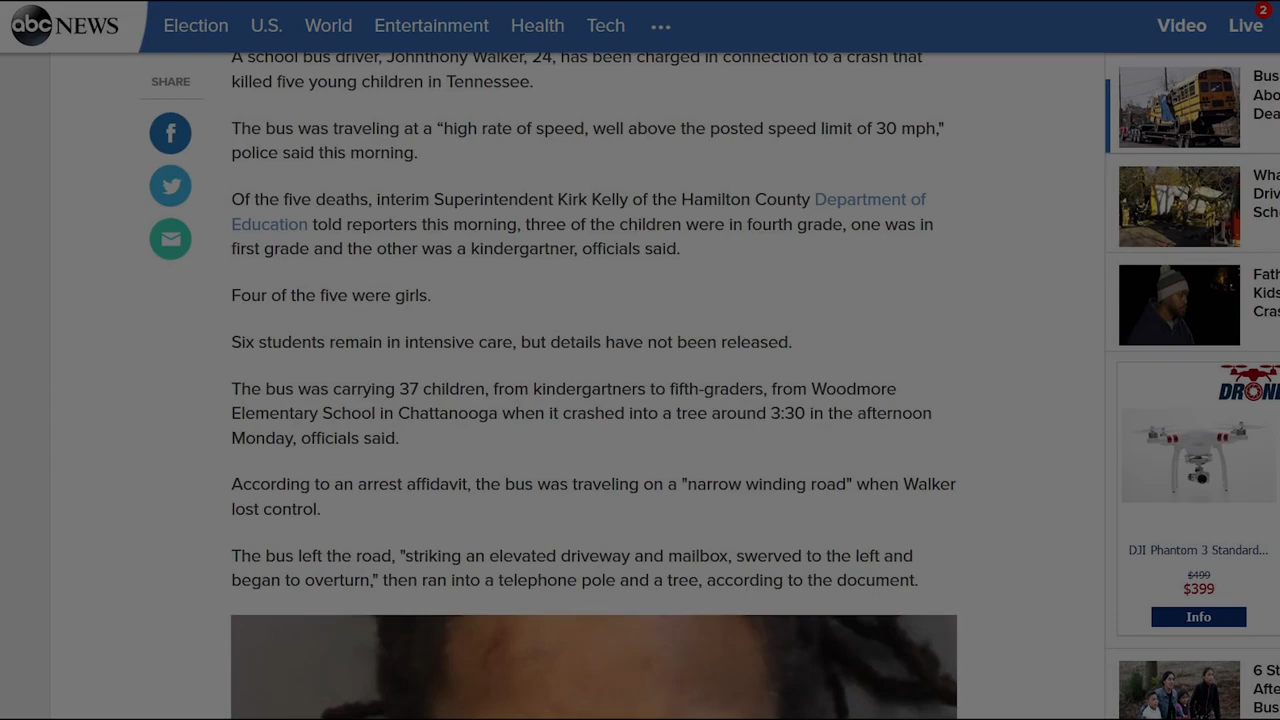 abc NEWS Election U.S. World Entertainment Health Tech ••• Video Live 2
A school bus driver, Johnthony Walker, 24, has been charged in connection to a crash that
killed five young children in Tennessee.
SHARE
The bus was traveling at a “high rate of speed, well above the posted speed limit of 30 mph,"
police said this morning.
Of the five deaths, interim Superintendent Kirk Kelly of the Hamilton County Department of
Education told reporters this morning, three of the children were in fourth grade, one was in
first grade and the other was a kindergartner, officials said.
Four of the five were girls.
Six students remain in intensive care, but details have not been released.
The bus was carrying 37 children, from kindergartners to fifth-graders, from Woodmore
Elementary School in Chattanooga when it crashed into a tree around 3:30 in the afternoon
Monday, officials said.
According to an arrest affidavit, the bus was traveling on a "narrow winding road" when Walker
lost control.
The bus left the road, "striking an elevated driveway and mailbox, swerved to the left and
began to overturn," then ran into a telephone pole and a tree, according to the document.
Bus
Abo
Dea
Wha
Driv
Sch
Fath
Kids
Cras
DRONE
DJI Phantom 3 Standard...
$499
$399
Info
6 St
Afte
Bus